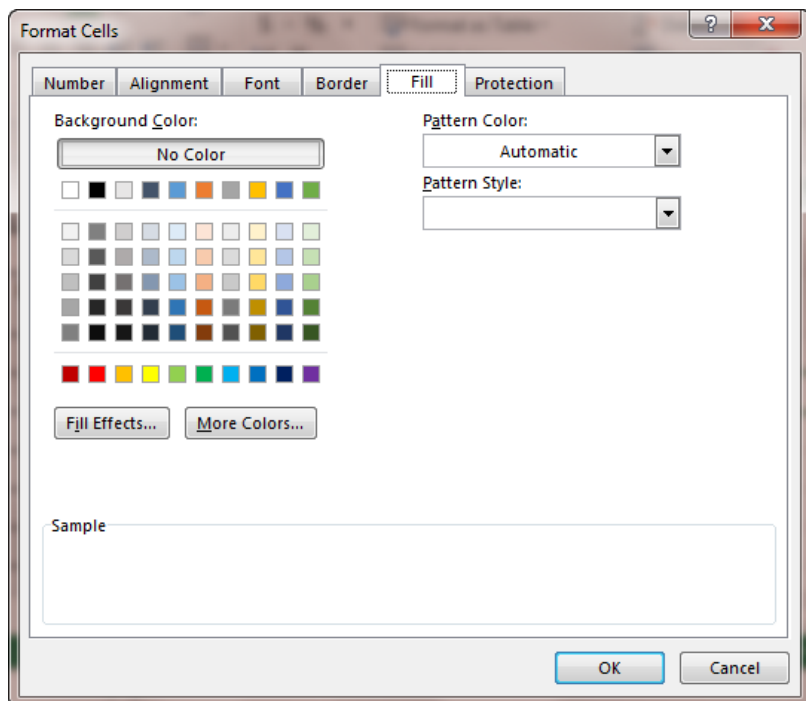 Format Cells
Number Alignment Font Border Fill Protection
Background Color:
No Color
Pattern Color:
Automatic
Pattern Style:
Fill Effects... More Colors...
Sample
OK Cancel